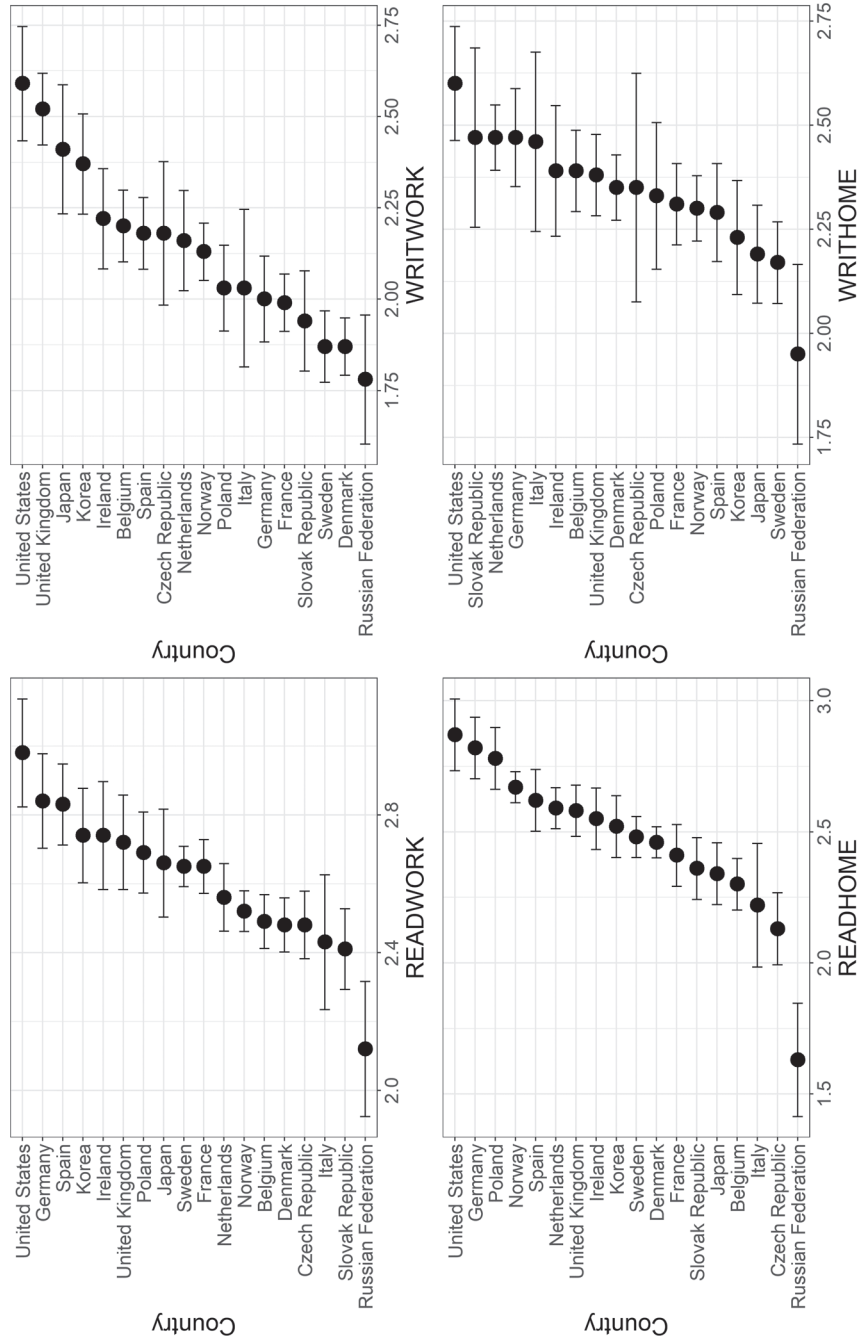 Country
United States
Germany
Spain
Korea
Ireland
United Kingdom
Poland
Japan
Sweden
France
Netherlands
Norway
Belgium
Denmark
Czech Republic
Italy
Slovak Republic
Russian Federation
2.0 2.4 2.8
READWORK
Country
United States
United Kingdom
Japan
Korea
Ireland
Belgium
Spain
Czech Republic
Netherlands
Norway
Poland
Italy
Germany
France
Slovak Republic
Sweden
Denmark
Russian Federation
1.75 2.00 2.25 2.50 2.75
WRITWORK
Country
United States
Germany
Poland
Norway
Spain
Netherlands
United Kingdom
Ireland
Korea
Sweden
Denmark
France
Slovak Republic
Japan
Belgium
Italy
Czech Republic
Russian Federation
1.5 2.0 2.5 3.0
READHOME
Country
United States
Slovak Republic
Netherlands
Germany
Italy
Ireland
Belgium
United Kingdom
Denmark
Czech Republic
Poland
France
Norway
Spain
Korea
Japan
Sweden
Russian Federation
1.75 2.00 2.25 2.50 2.75
WRITHOME